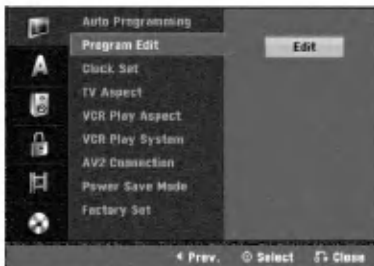 Auto Programming
Program Edit
Edit
Clock Set
TV Aspect
VCR Play Aspect
VCR Play System
AV2 Connection
Power Save Mode
Factory Set
A
Prev. Select Close